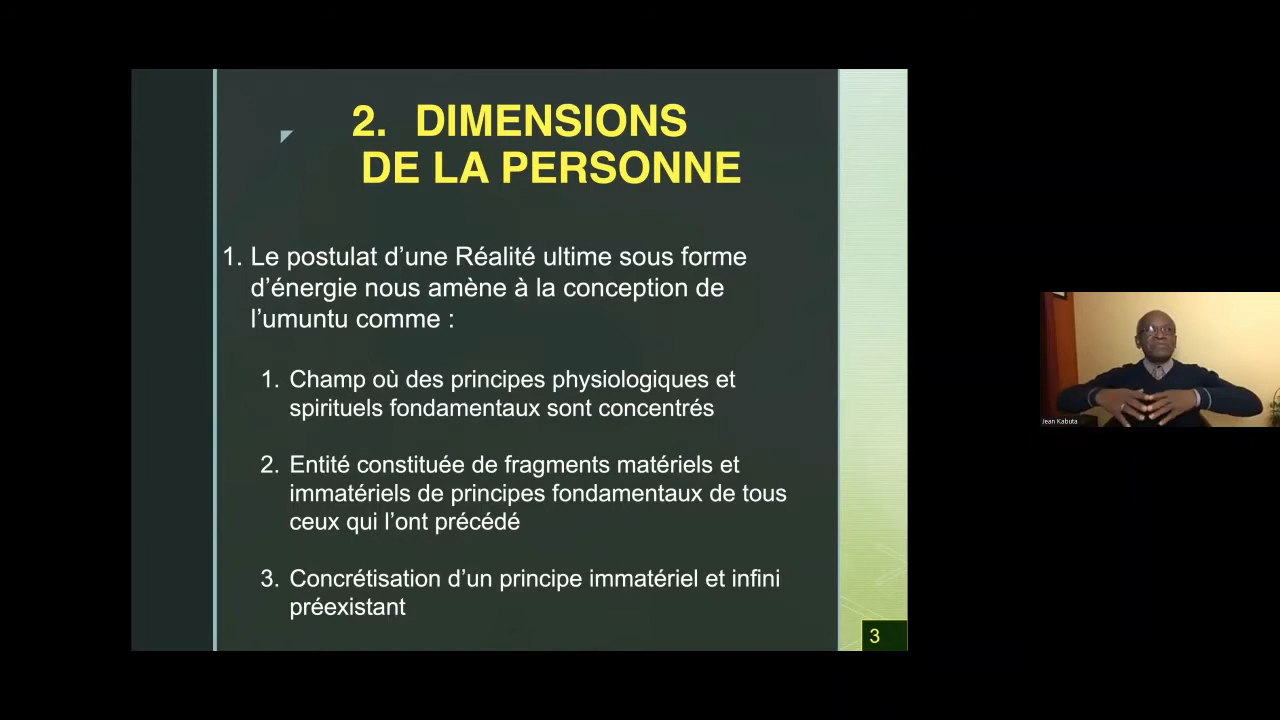 2. DIMENSIONS
DE LA PERSONNE
1. Le postulat d’une Réalité ultime sous forme
d’énergie nous amène à la conception de
l’umuntu comme :
1. Champ où des principes physiologiques et
spirituels fondamentaux sont concentrés
2. Entité constituée de fragments matériels et
immatériels de principes fondamentaux de tous
ceux qui l’ont précédé
3. Concrétisation d’un principe immatériel et infini
préexistant
3
Jean Kabuta